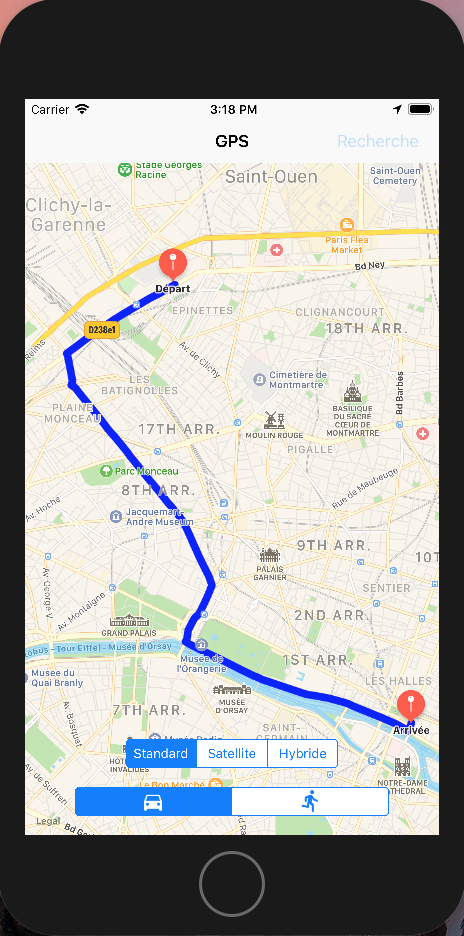 Carrier
3:18 PM
GPS
Recherche
Stade Georges
Racine
Saint-Ouen
Saint-Ouen
Cemetery
Clichy-la-
Garenne
Paris Flea
Market
Bd Ney
Départ
EPINETTES
CLIGNANCOURT
18TH ARR.
D238e1
Reims
Av. de Clichy
LES
BATIGNOLLES
Cimetière de
Montmartre
Bd Barbès
BASILIQUE
DU SACRÉ
CŒUR DE
MONTMARTRE
PLAINE
MONCEAU
17TH ARR.
MOULIN ROUGE
PIGALLE
Parc Monceau
Rue de Maubeuge
8TH ARR.
Av. Hoche
Jacquemart-
André Museum
9TH ARR.
10T
PALAIS
GARNIER
Av. George V
SENTIER
Av. Montaigne
2ND ARR.
GRAND PALAIS
obus - Tour Eiffel - Musée d'Orsay
Musée de
l'Orangerie
1ST ARR.
Musée du
Quai Branly
LES HALLES
MUSÉE
D'ORSAY
7TH ARR.
Av. Bosquet
SAINT-
GERMAIN
Arrivée
Standard
Satellite
Hybride
INVALIDES
NOTRE-DAME
Av. de Suffren
Le Bon Marché
Legal